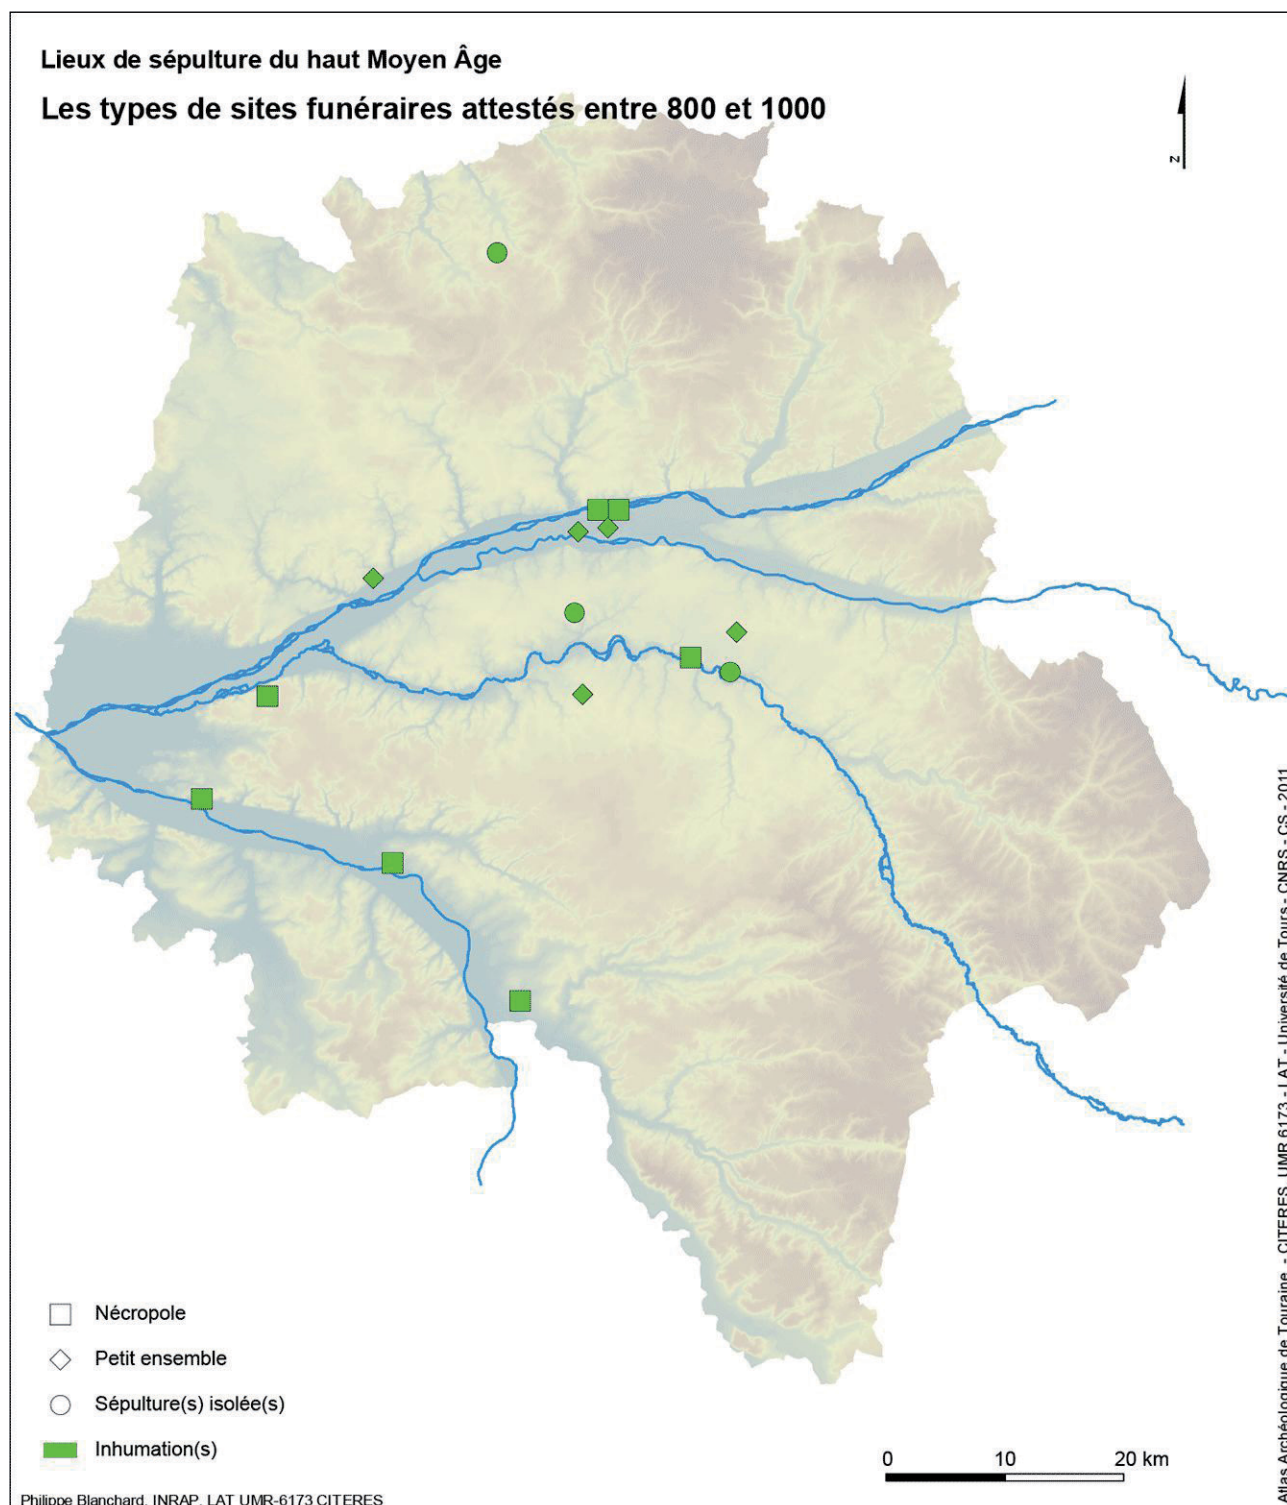 Lieux de sépulture du haut Moyen Âge
Les types de sites funéraires attestés entre 800 et 1000
z
Nécropole
Petit ensemble
Sépulture(s) isolée(s)
Inhumation(s)
0 10 20 km
Philippe Blanchard, INRAP, LAT UMR-6173 CITERES
Atlas Archéologique de Touraine - CITERES, UMR 6173 - LAT - Université de Tours - CNRS - CS - 2011